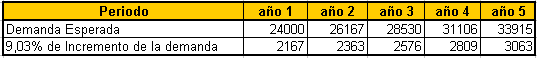 Periodo año 1 año 2 año 3 año 4 año 5
Demanda Esperada 24000 26167 28530 31106 33915
9,03% de Incremento de la demanda 2167 2363 2576 2809 3063